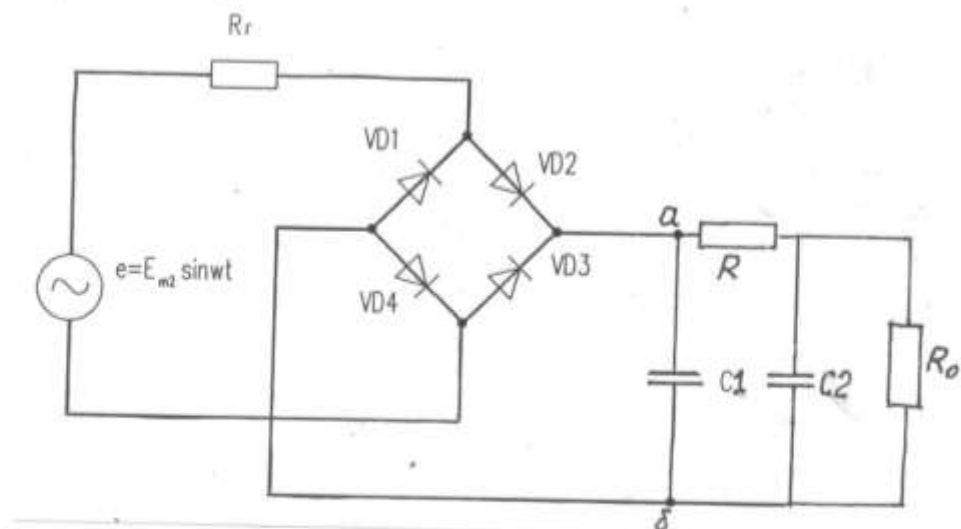 Rr
VD1
VD2
a
R
e=E_m2 sinwt
VD4
VD3
C1
C2
Ro
б